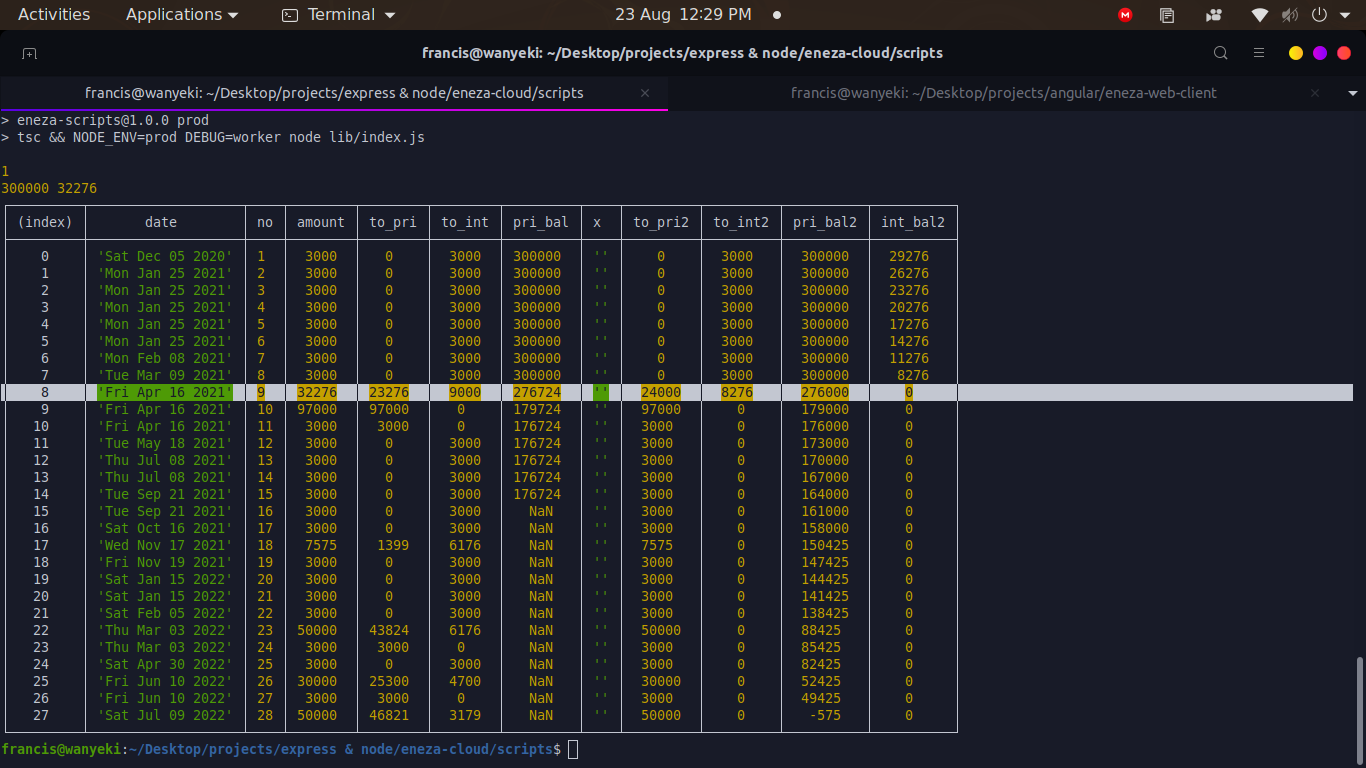 Activities Applications Terminal 23 Aug 12:29 PM
francis@wanyeki: ~/Desktop/projects/express & node/eneza-cloud/scripts
francis@wanyeki: ~/Desktop/projects/express & node/eneza-cloud/scripts × francis@wanyeki: ~/Desktop/projects/angular/eneza-web-client ×
> eneza-scripts@1.0.0 prod
> tsc && NODE_ENV=prod DEBUG=worker node lib/index.js
1
300000 32276
(index) date no amount to_pri to_int pri_bal x to_pri2 to_int2 pri_bal2 int_bal2
0 'Sat Dec 05 2020' 1 3000 0 3000 300000 '' 0 3000 300000 29276
1 'Mon Jan 25 2021' 2 3000 0 3000 300000 '' 0 3000 300000 26276
2 'Mon Jan 25 2021' 3 3000 0 3000 300000 '' 0 3000 300000 23276
3 'Mon Jan 25 2021' 4 3000 0 3000 300000 '' 0 3000 300000 20276
4 'Mon Jan 25 2021' 5 3000 0 3000 300000 '' 0 3000 300000 17276
5 'Mon Jan 25 2021' 6 3000 0 3000 300000 '' 0 3000 300000 14276
6 'Mon Feb 08 2021' 7 3000 0 3000 300000 '' 0 3000 300000 11276
7 'Tue Mar 09 2021' 8 3000 0 3000 300000 '' 0 3000 300000 8276
8 'Fri Apr 16 2021' 9 32276 23276 9000 276724 '' 24000 8276 276000 0
9 'Fri Apr 16 2021' 10 97000 97000 0 179724 '' 97000 0 179000 0
10 'Fri Apr 16 2021' 11 3000 3000 0 176724 '' 3000 0 176000 0
11 'Tue May 18 2021' 12 3000 0 3000 176724 '' 3000 0 173000 0
12 'Thu Jul 08 2021' 13 3000 0 3000 176724 '' 3000 0 170000 0
13 'Thu Jul 08 2021' 14 3000 0 3000 176724 '' 3000 0 167000 0
14 'Tue Sep 21 2021' 15 3000 0 3000 176724 '' 3000 0 164000 0
15 'Tue Sep 21 2021' 16 3000 0 3000 NaN '' 3000 0 161000 0
16 'Sat Oct 16 2021' 17 3000 0 3000 NaN '' 3000 0 158000 0
17 'Wed Nov 17 2021' 18 7575 1399 6176 NaN '' 7575 0 150425 0
18 'Fri Nov 19 2021' 19 3000 0 3000 NaN '' 3000 0 147425 0
19 'Sat Jan 15 2022' 20 3000 0 3000 NaN '' 3000 0 144425 0
20 'Sat Jan 15 2022' 21 3000 0 3000 NaN '' 3000 0 141425 0
21 'Sat Feb 05 2022' 22 3000 0 3000 NaN '' 3000 0 138425 0
22 'Thu Mar 03 2022' 23 50000 43824 6176 NaN '' 50000 0 88425 0
23 'Thu Mar 03 2022' 24 3000 3000 0 NaN '' 3000 0 85425 0
24 'Sat Apr 30 2022' 25 3000 0 3000 NaN '' 3000 0 82425 0
25 'Fri Jun 10 2022' 26 30000 25300 4700 NaN '' 30000 0 52425 0
26 'Fri Jun 10 2022' 27 3000 3000 0 NaN '' 3000 0 49425 0
27 'Sat Jul 09 2022' 28 50000 46821 3179 NaN '' 50000 0 -575 0
francis@wanyeki:~/Desktop/projects/express & node/eneza-cloud/scripts$